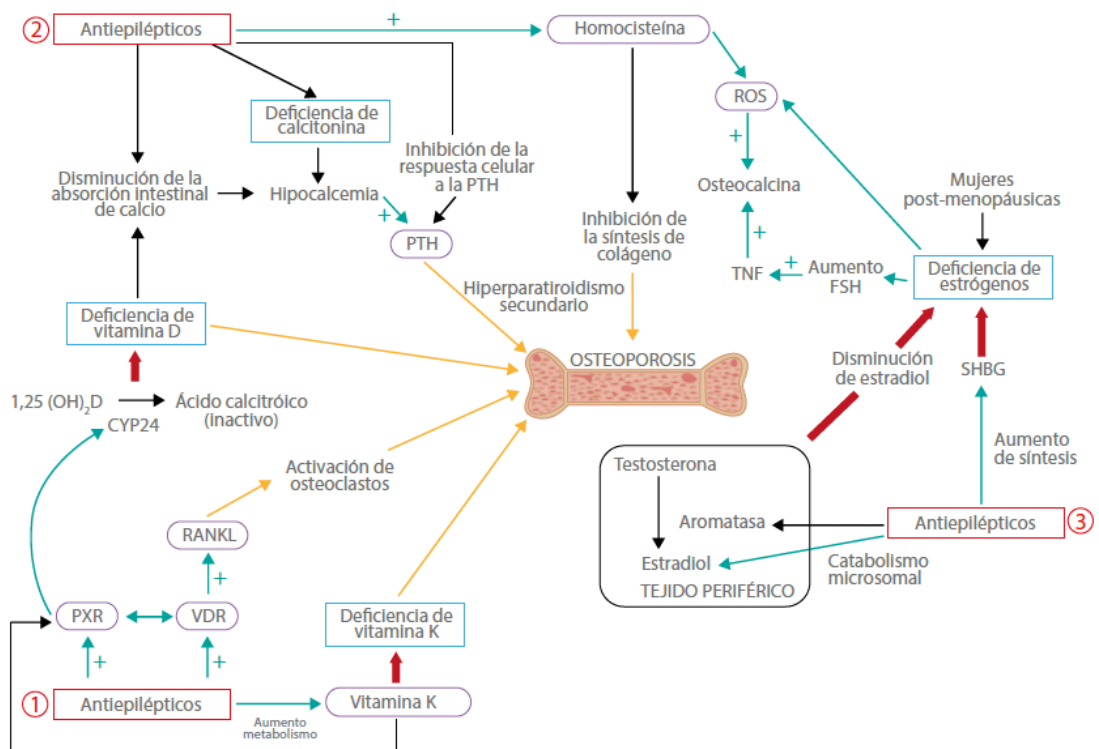 2
Antiepilépticos
+
Homocisteína
ROS
+
Deficiencia de
calcitonina
Inhibición de la
respuesta celular
a la PTH
Disminución de la
absorción intestinal
de calcio
Hipocalcemia
+
PTH
Osteocalcina
Mujeres
post-menopáusicas
Inhibición de
la síntesis de
colágeno
+
TNF
+
Aumento
FSH
Deficiencia de
estrógenos
Hiperparatiroidismo
secundario
Deficiencia de
vitamina D
OSTEOPOROSIS
Disminución
de estradiol
SHBG
1,25 (OH)2D
CYP24
Ácido calcitróico
(inactivo)
Aumento
de síntesis
Activación de
osteoclastos
Testosterona
Aromatasa
Estradiol
TEJIDO PERIFÉRICO
Antiepilépticos
3
Catabolismo
microsomal
RANKL
+
PXR
VDR
Deficiencia de
vitamina K
+
+
1
Antiepilépticos
Aumento
metabolismo
Vitamina K